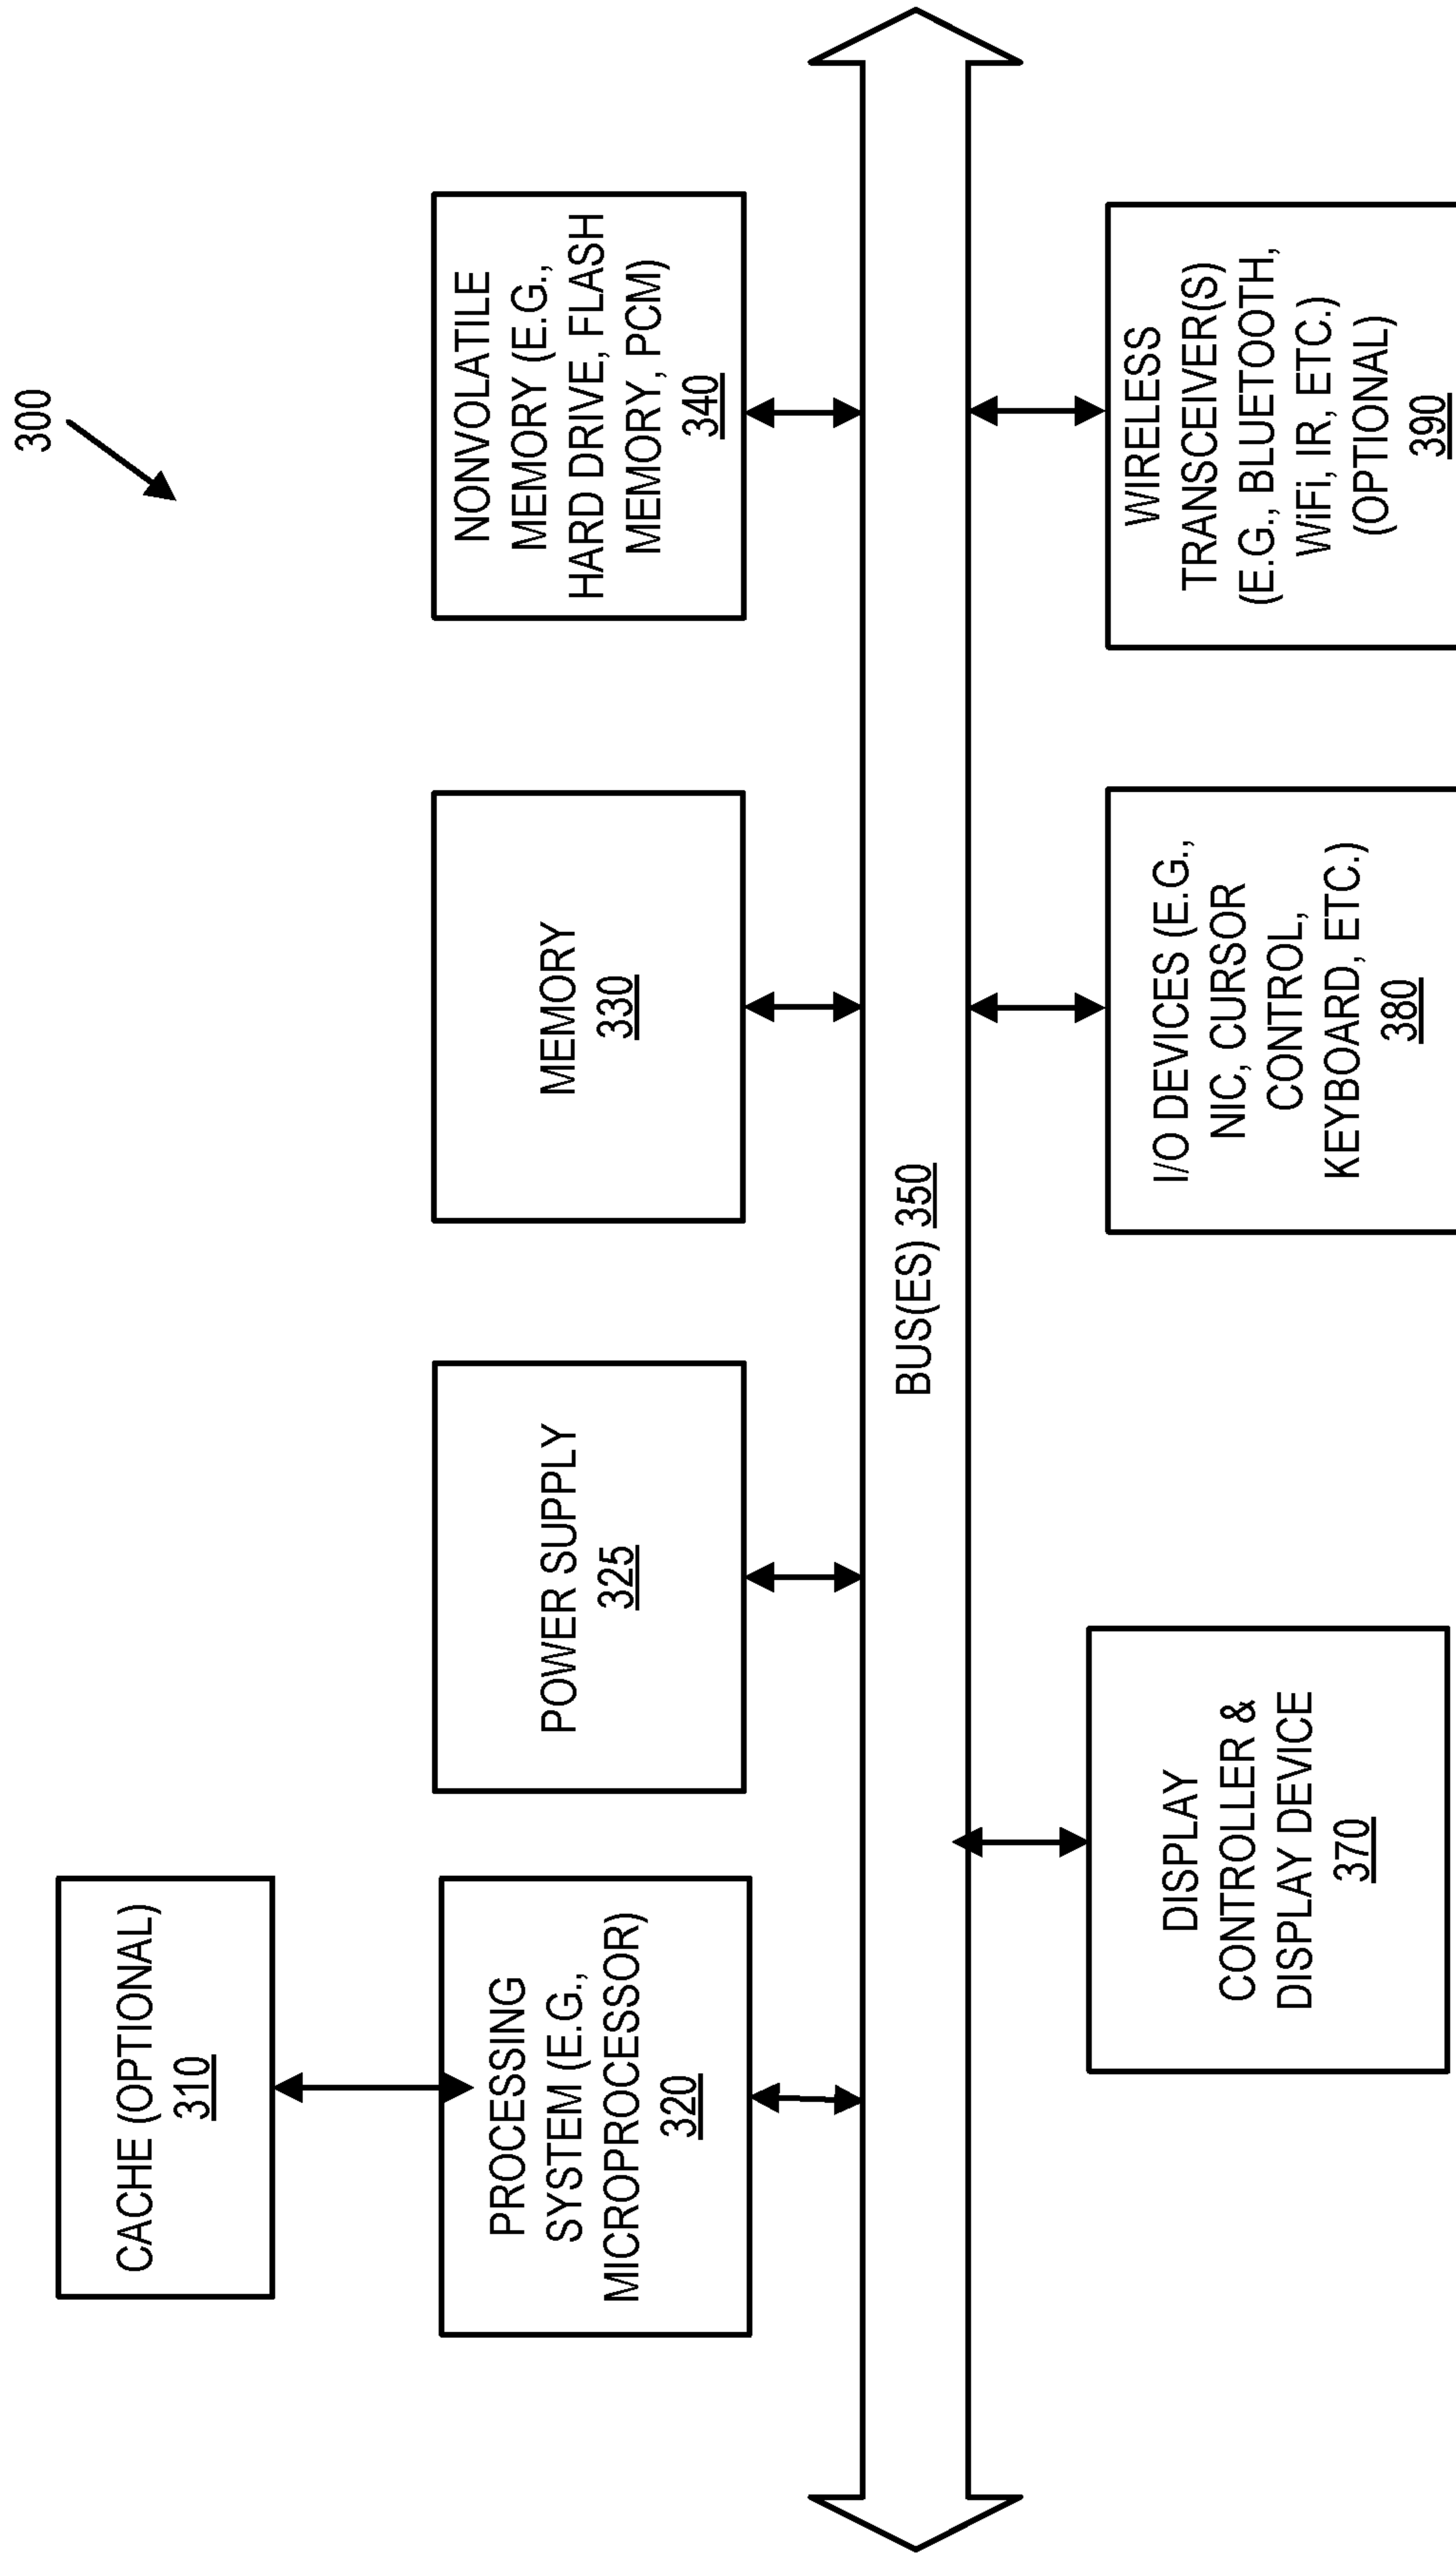 300
CACHE (OPTIONAL)
310
PROCESSING
SYSTEM (E.G.,
MICROPROCESSOR)
320
POWER SUPPLY
325
MEMORY
330
NONVOLATILE
MEMORY (E.G.,
HARD DRIVE, FLASH
MEMORY, PCM)
340
BUS(ES) 350
DISPLAY
CONTROLLER &
DISPLAY DEVICE
370
I/O DEVICES (E.G.,
NIC, CURSOR
CONTROL,
KEYBOARD, ETC.)
380
WIRELESS
TRANSCEIVER(S)
(E.G., BLUETOOTH,
WiFi, IR, ETC.)
(OPTIONAL)
390